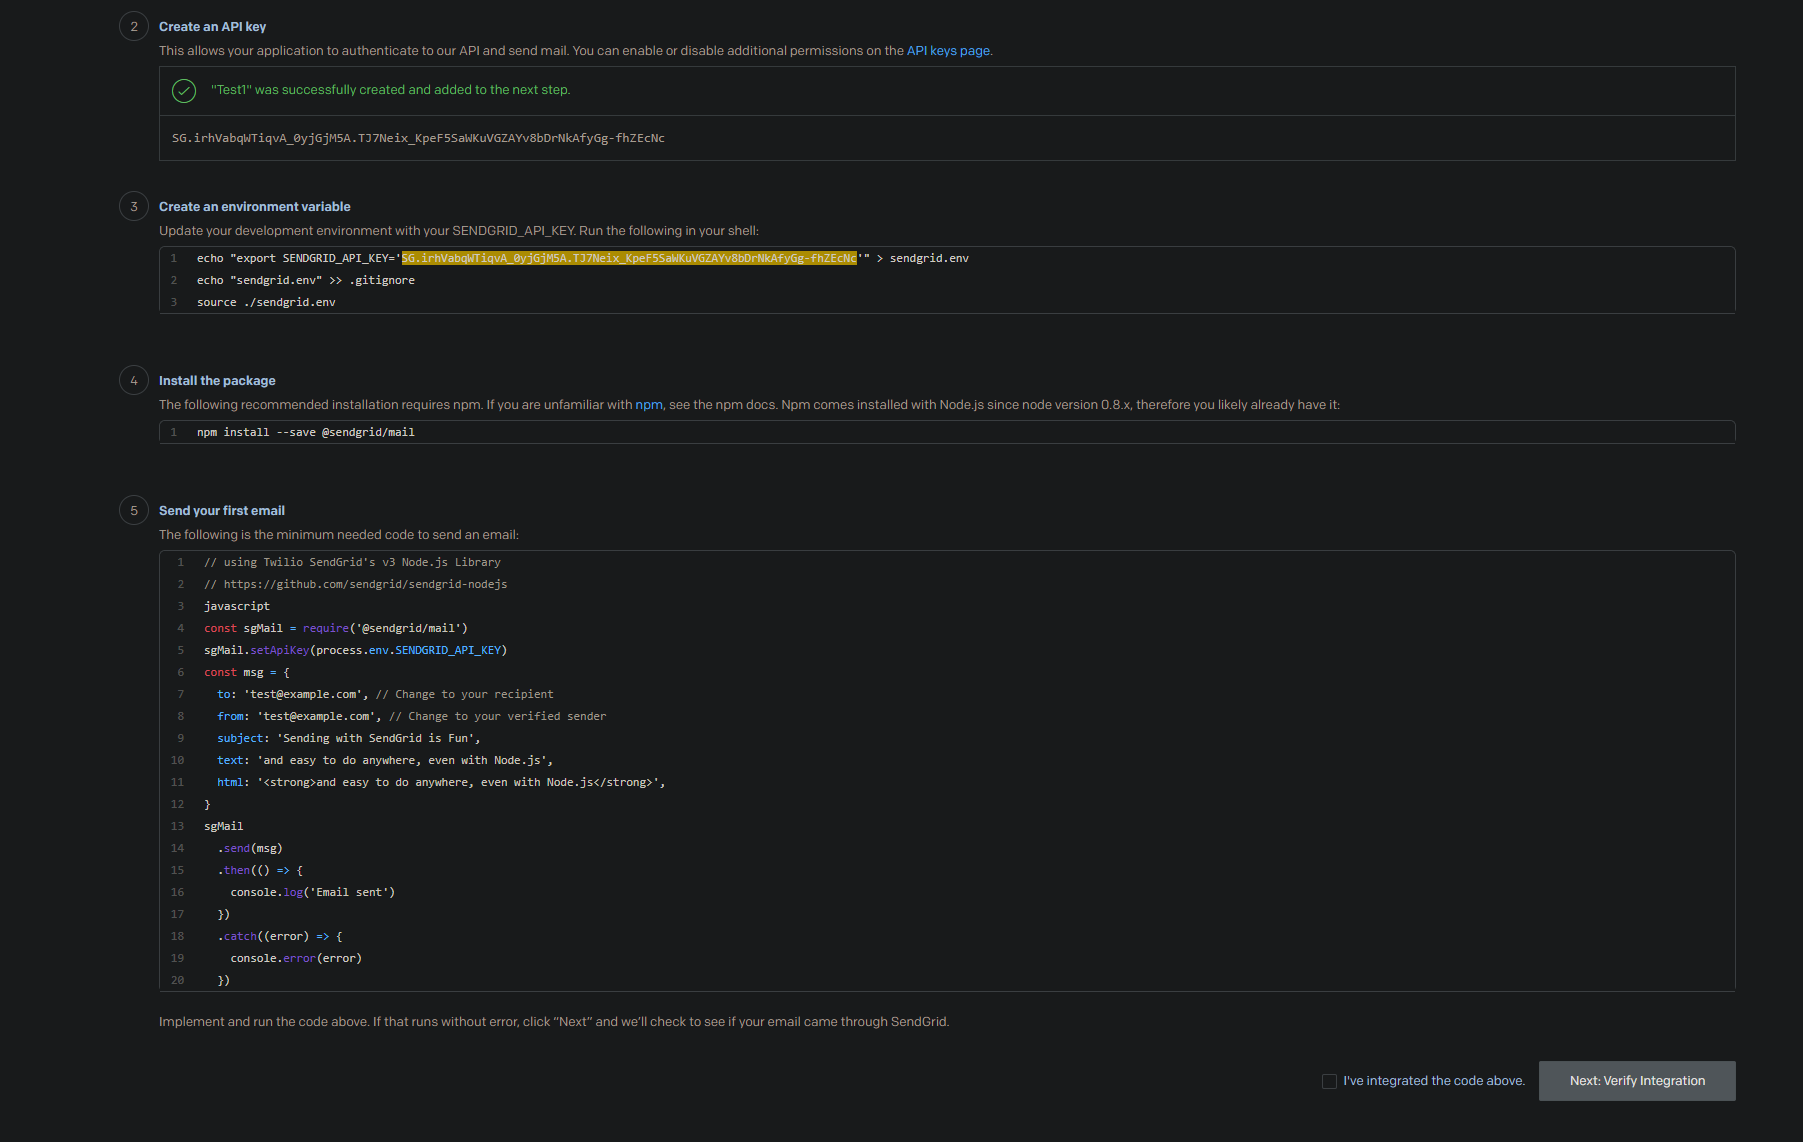 2
Create an API key
This allows your application to authenticate to our API and send mail. You can enable or disable additional permissions on the API keys page.
"Test1" was successfully created and added to the next step.
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
3
Create an environment variable
Update your development environment with your SENDGRID_API_KEY. Run the following in your shell:
1 echo "export SENDGRID_API_KEY='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'" > sendgrid.env
2 echo "sendgrid.env" >> .gitignore
3 source ./sendgrid.env
4
Install the package
The following recommended installation requires npm. If you are unfamiliar with npm, see the npm docs. Npm comes installed with Node.js since node version 0.8.x, therefore you likely already have it:
1 npm install --save @sendgrid/mail
5
Send your first email
The following is the minimum needed code to send an email:
1 // using Twilio SendGrid's v3 Node.js Library
2 // https://github.com/sendgrid/sendgrid-nodejs
3 javascript
4 const sgMail = require('@sendgrid/mail')
5 sgMail.setApiKey(process.env.SENDGRID_API_KEY)
6 const msg = {
7   to: 'test@example.com', // Change to your recipient
8   from: 'test@example.com', // Change to your verified sender
9   subject: 'Sending with SendGrid is Fun',
10   text: 'and easy to do anywhere, even with Node.js',
11   html: '<strong>and easy to do anywhere, even with Node.js</strong>',
12 }
13 sgMail
14   .send(msg)
15   .then(() => {
16     console.log('Email sent')
17   })
18   .catch((error) => {
19     console.error(error)
20   })
Implement and run the code above. If that runs without error, click “Next” and we’ll check to see if your email came through SendGrid.
I've integrated the code above.
Next: Verify Integration